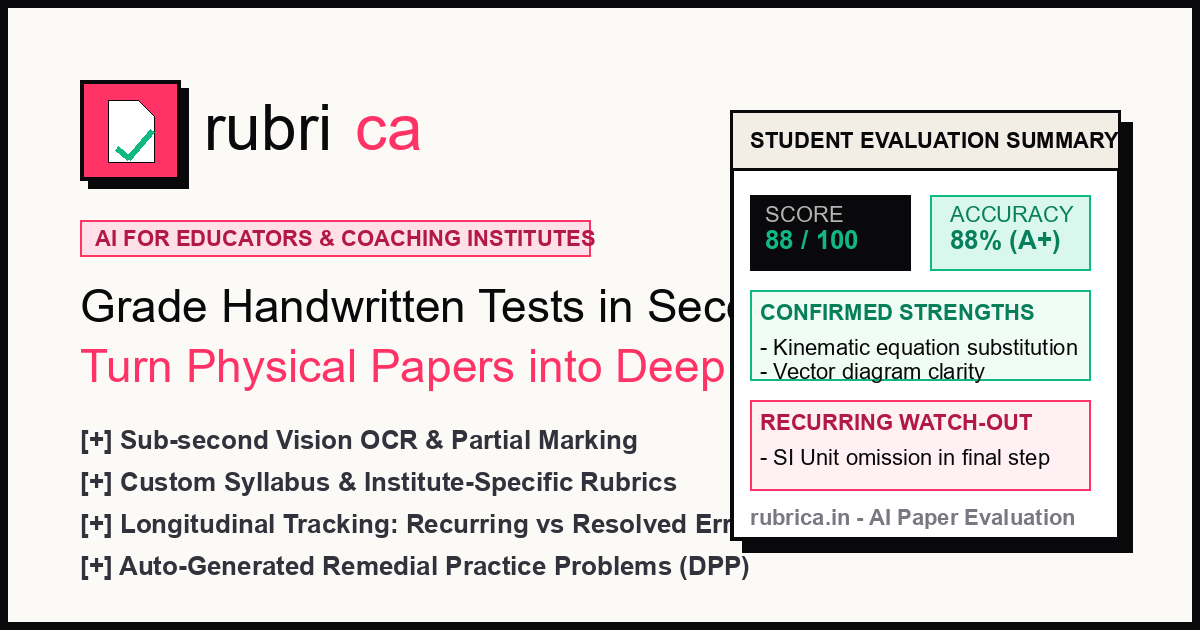 rubri ca
AI FOR EDUCATORS & COACHING INSTITUTES
Grade Handwritten Tests in
Turn Physical Papers into Deep
[+] Sub-second Vision OCR & Partial Marking
[+] Custom Syllabus & Institute-Specific Rubrics
[+] Longitudinal Tracking: Recurring vs Resolved
[+] Auto-Generated Remedial Practice Problems (DPP)
STUDENT EVALUATION SUMMARY
SCORE
88 / 100
ACCURACY
88% (A+)
CONFIRMED STRENGTHS
- Kinematic equation substitution
- Vector diagram clarity
RECURRING WATCH-OUT
- SI Unit omission in final step
rubrica.in - AI Paper Evaluation